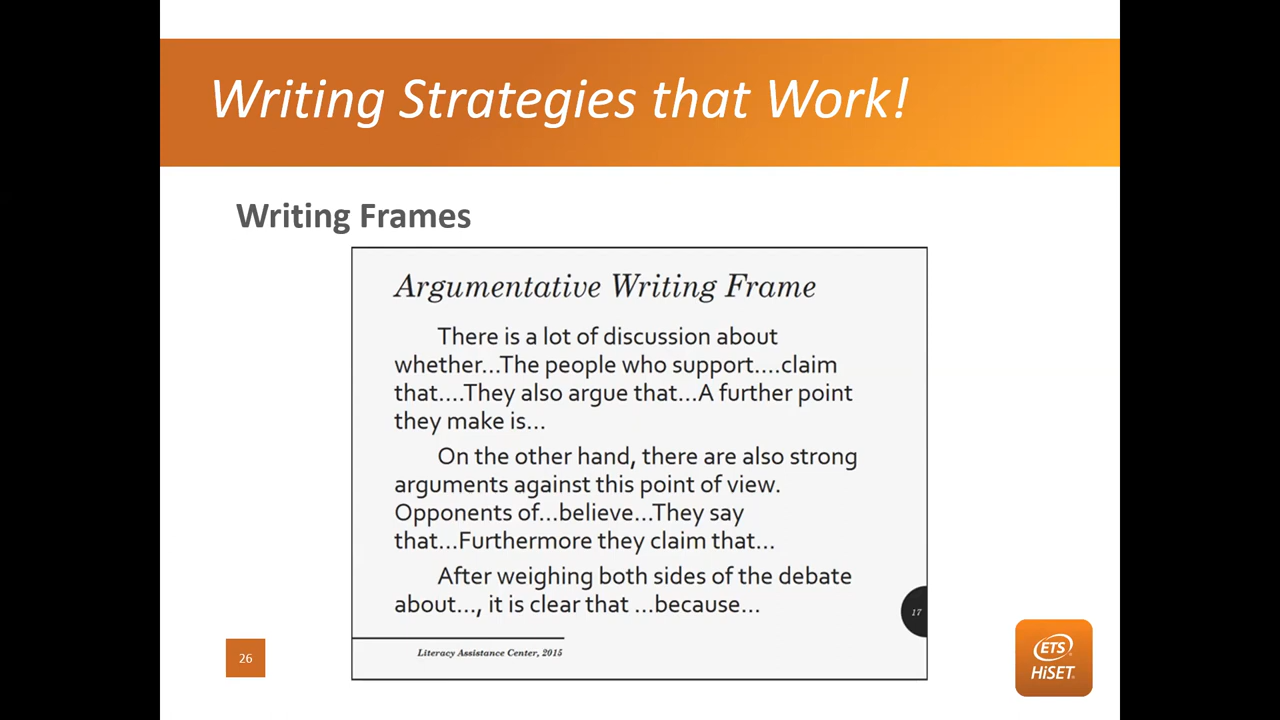 Writing Strategies that Work!
Writing Frames
Argumentative Writing Frame
There is a lot of discussion about
whether...The people who support....claim
that....They also argue that...A further point
they make is...
On the other hand, there are also strong
arguments against this point of view.
Opponents of...believe...They say
that...Furthermore they claim that...
After weighing both sides of the debate
about..., it is clear that ...because...
17
Literacy Assistance Center, 2015
26
ETS
HiSET